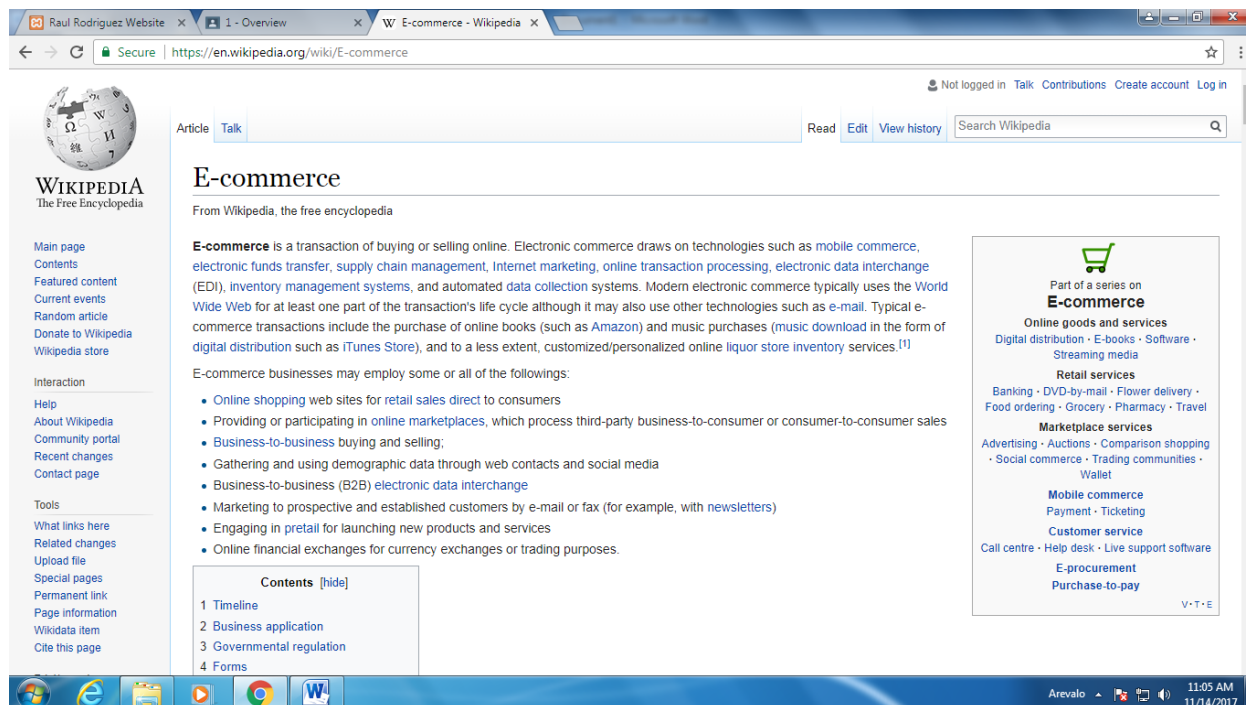 Raul Rodriguez Website
1 - Overview
E-commerce - Wikipedia
Secure
https://en.wikipedia.org/wiki/E-commerce
Not logged in Talk Contributions Create account Log in
Article Talk
Read Edit View history
Search Wikipedia
WIKIPEDIA
The Free Encyclopedia
Main page
Contents
Featured content
Current events
Random article
Donate to Wikipedia
Wikipedia store
Interaction
Help
About Wikipedia
Community portal
Recent changes
Contact page
Tools
What links here
Related changes
Upload file
Special pages
Permanent link
Page information
Wikidata item
Cite this page
E-commerce
From Wikipedia, the free encyclopedia
E-commerce is a transaction of buying or selling online. Electronic commerce draws on technologies such as mobile commerce,
electronic funds transfer, supply chain management, Internet marketing, online transaction processing, electronic data interchange
(EDI), inventory management systems, and automated data collection systems. Modern electronic commerce typically uses the World
Wide Web for at least one part of the transaction's life cycle although it may also use other technologies such as e-mail. Typical e-
commerce transactions include the purchase of online books (such as Amazon) and music purchases (music download in the form of
digital distribution such as iTunes Store), and to a less extent, customized/personalized online liquor store inventory services.[1]
E-commerce businesses may employ some or all of the followings:
• Online shopping web sites for retail sales direct to consumers
• Providing or participating in online marketplaces, which process third-party business-to-consumer or consumer-to-consumer sales
• Business-to-business buying and selling;
• Gathering and using demographic data through web contacts and social media
• Business-to-business (B2B) electronic data interchange
• Marketing to prospective and established customers by e-mail or fax (for example, with newsletters)
• Engaging in pretail for launching new products and services
• Online financial exchanges for currency exchanges or trading purposes.
Contents [hide]
1 Timeline
2 Business application
3 Governmental regulation
4 Forms
Part of a series on
E-commerce
Online goods and services
Digital distribution · E-books · Software ·
Streaming media
Retail services
Banking · DVD-by-mail · Flower delivery ·
Food ordering · Grocery · Pharmacy · Travel
Marketplace services
Advertising · Auctions · Comparison shopping
· Social commerce · Trading communities ·
Wallet
Mobile commerce
Payment · Ticketing
Customer service
Call centre · Help desk · Live support software
E-procurement
Purchase-to-pay
V · T · E
Arevalo
11:05 AM
11/14/2017